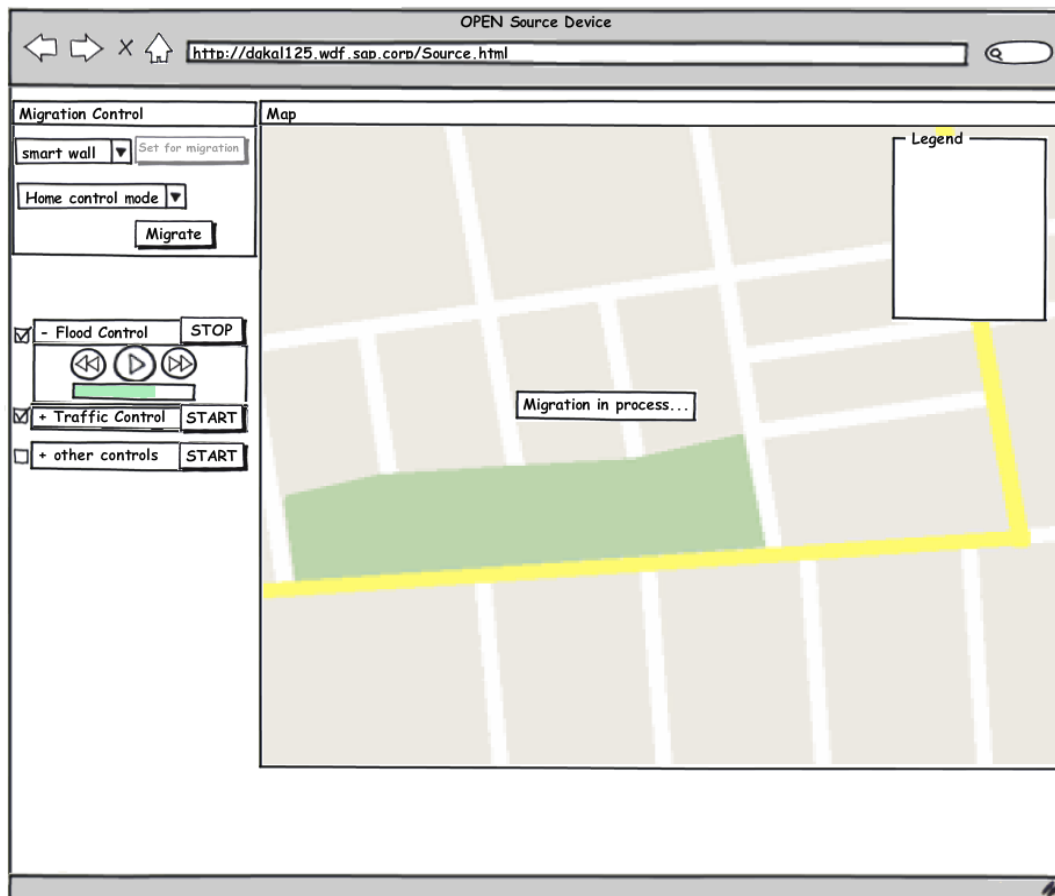 OPEN Source Device
http://dakal125.wdf.sap.corp/Source.html
Migration Control
smart wall
Set for migration
Home control mode
Migrate
- Flood Control
STOP
+ Traffic Control
START
+ other controls
START
Map
Legend
Migration in process...